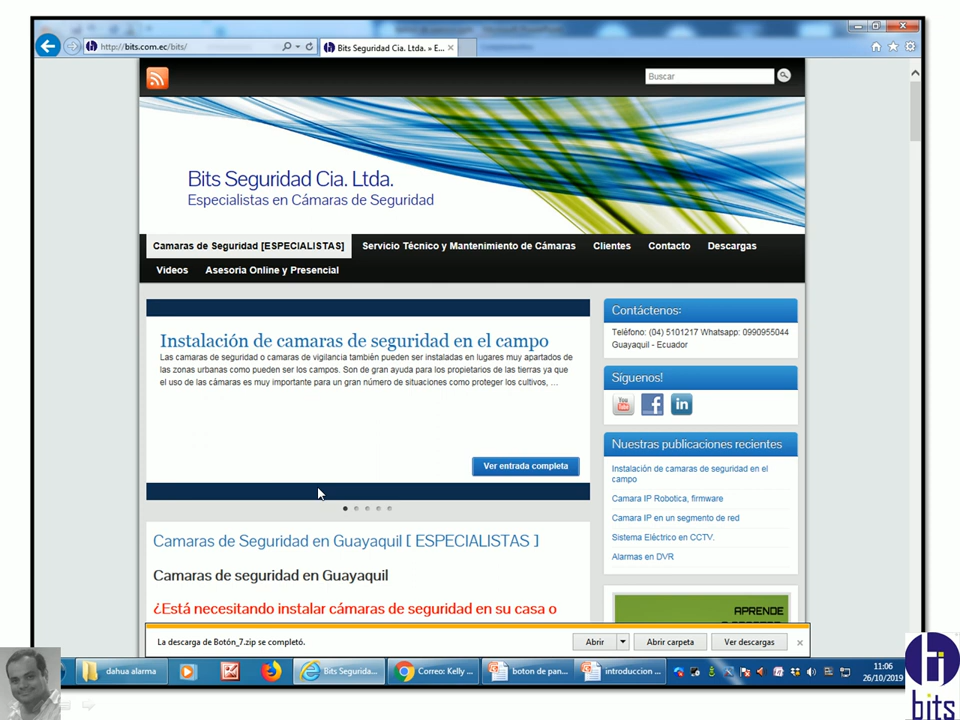 http://bits.com.ec/bits/
Bits Seguridad Cia. Ltda. » E...
Buscar
Bits Seguridad Cia. Ltda.
Especialistas en Cámaras de Seguridad
Camaras de Seguridad [ESPECIALISTAS]
Servicio Técnico y Mantenimiento de Cámaras
Clientes
Contacto
Descargas
Videos
Asesoria Online y Presencial
Instalación de camaras de seguridad en el campo
Las camaras de seguridad o camaras de vigilancia también pueden ser instaladas en lugares muy apartados de
las zonas urbanas como pueden ser los campos. Son de gran ayuda para los propietarios de las tierras ya que
el uso de las cámaras es muy importante para un gran número de situaciones como proteger los cultivos, …
Ver entrada completa
Contáctenos:
Teléfono: (04) 5101217 Whatsapp: 0990955044
Guayaquil - Ecuador
Síguenos!
You
Tube
f
in
Nuestras publicaciones recientes
Instalación de camaras de seguridad en el
campo
Camara IP Robotica, firmware
Camara IP en un segmento de red
Sistema Eléctrico en CCTV.
Alarmas en DVR
Camaras de Seguridad en Guayaquil [ ESPECIALISTAS ]
Camaras de seguridad en Guayaquil
¿Está necesitando instalar cámaras de seguridad en su casa o
APRENDE
La descarga de Botón_7.zip se completó.
Abrir
Abrir carpeta
Ver descargas
dahua alarma
Bits Segurida...
Correo: Kelly ...
boton de pan...
introduccion ...
11:06
26/10/2019
bits